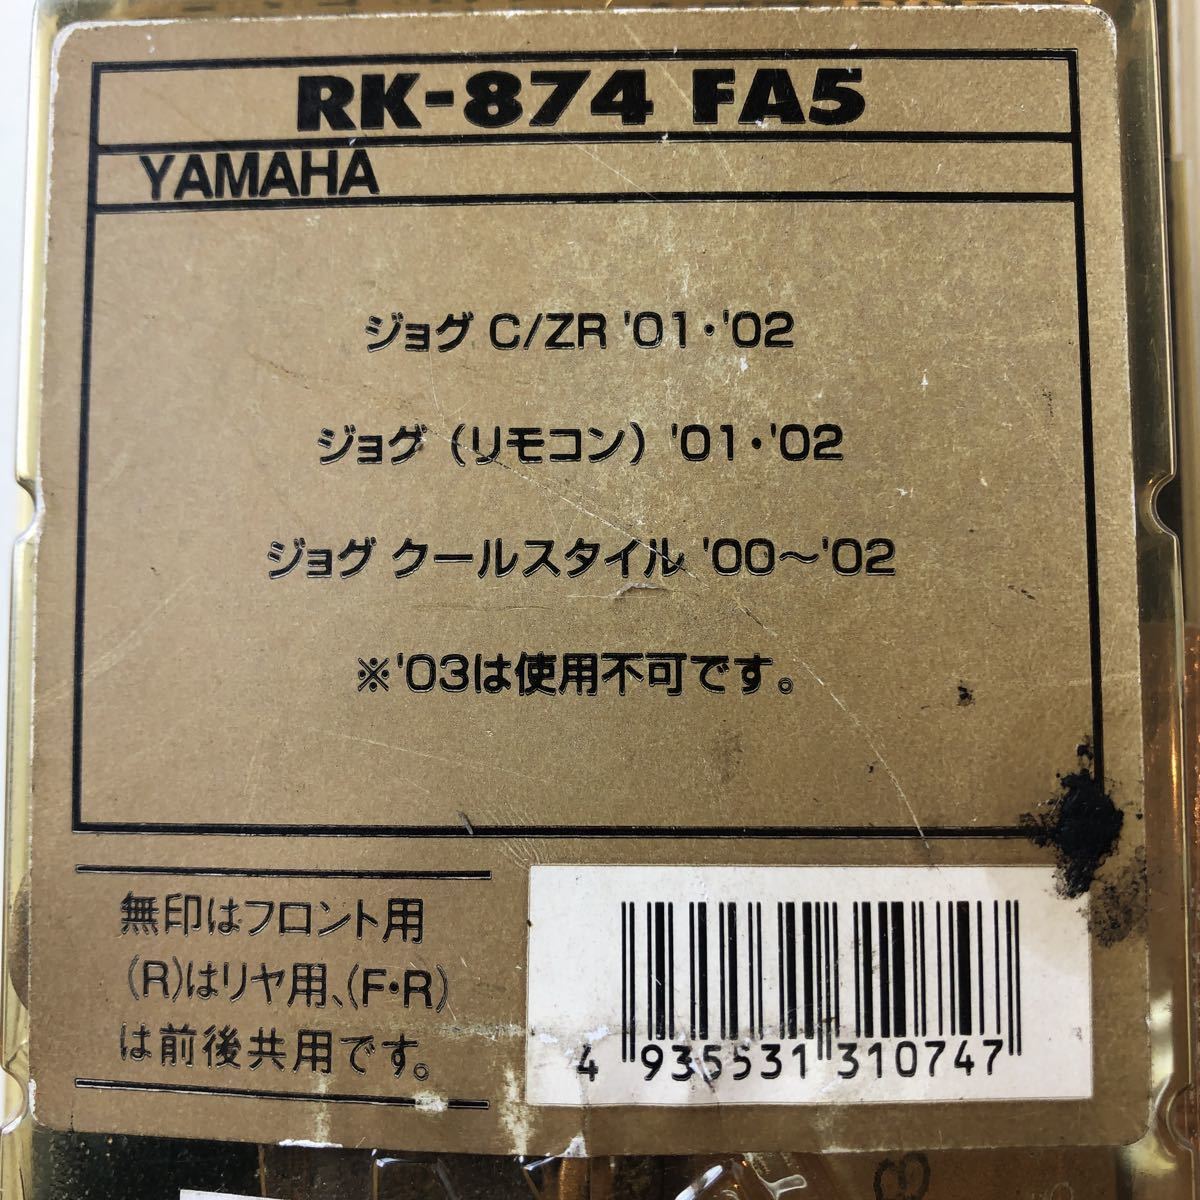 RK-874 FA5
YAMAHA
ジョグ C/ZR '01・'02
ジョグ（リモコン）'01・'02
ジョグ クールスタイル '00～'02
※'03は使用不可です。
無印はフロント用
(R)はリヤ用、(F・R)
は前後共用です。
4 935531 310747